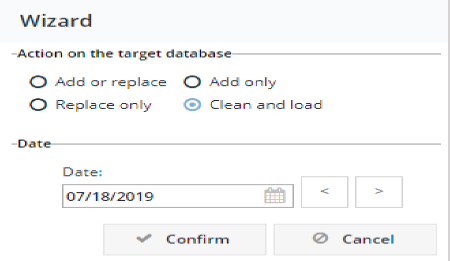 Wizard
Action on the target database
Add or replace Add only
Replace only Clean and load
Date
Date:
07/18/2019 < >
Confirm Cancel